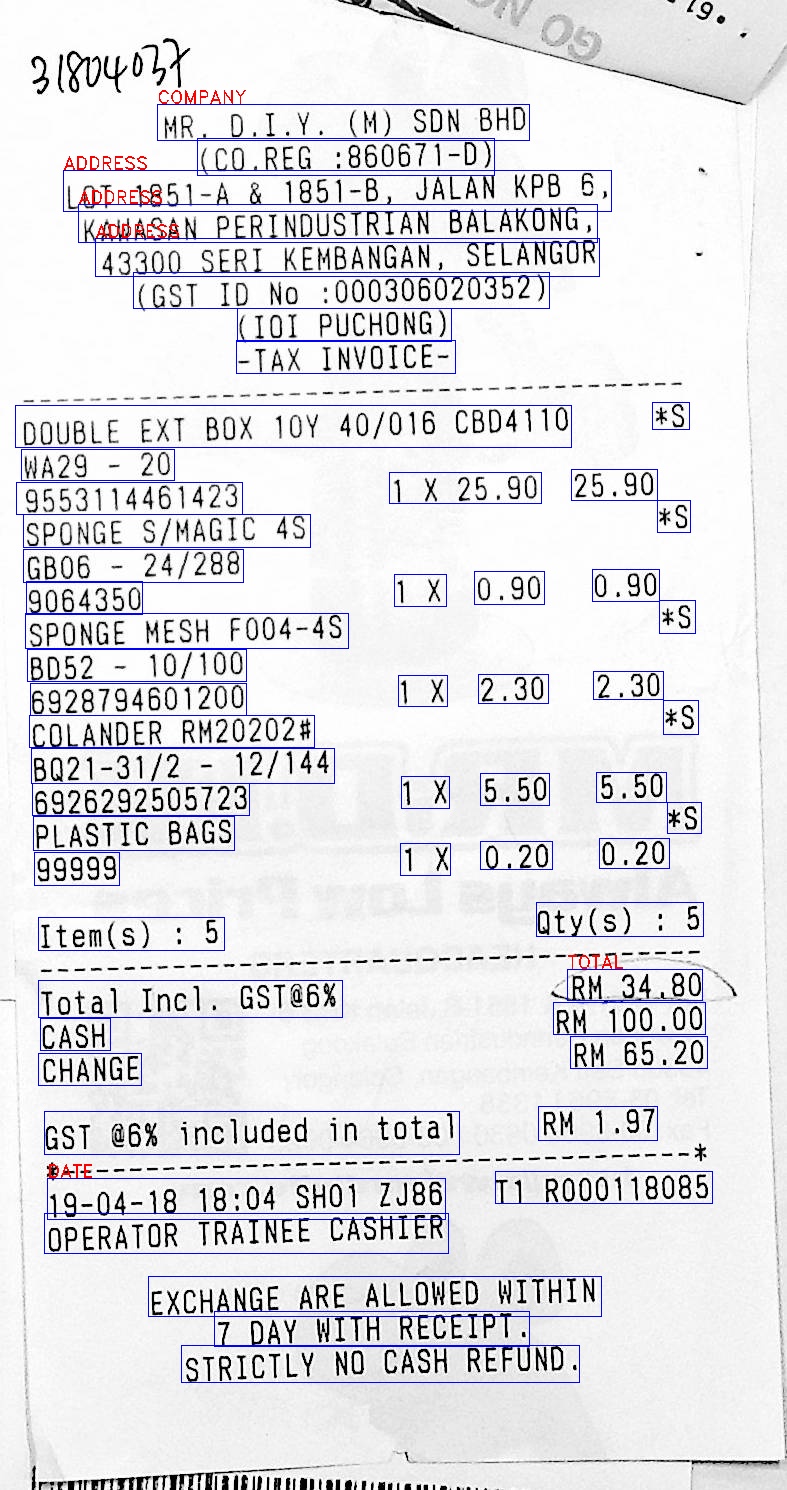 GO NO
.61
31804037
COMPANY
MR. D.I.Y. (M) SDN BHD
(CO.REG :860671-D)
ADDRESS
LOT 1851-A & 1851-B, JALAN KPB 6,
ADDRESS
KAWASAN PERINDUSTRIAN BALAKONG,
ADDRESS
43300 SERI KEMBANGAN, SELANGOR
(GST ID No :000306020352)
(IOI PUCHONG)
-TAX INVOICE-
DOUBLE EXT BOX 10Y 40/016 CBD4110 *S
WA29 - 20
9553114461423 1 X 25.90 25.90
SPONGE S/MAGIC 4S *S
GB06 - 24/288
9064350 1 X 0.90 0.90
SPONGE MESH F004-4S *S
BD52 - 10/100
6928794601200 1 X 2.30 2.30
COLANDER RM20202# *S
BQ21-31/2 - 12/144
6926292505723 1 X 5.50 5.50
PLASTIC BAGS *S
99999 1 X 0.20 0.20
Item(s) : 5 Qty(s) : 5
TOTAL
Total Incl. GST@6% RM 34.80
CASH RM 100.00
CHANGE RM 65.20
GST @6% included in total RM 1.97
*--------------------------------------*
DATE
19-04-18 18:04 SH01 ZJ86 T1 R000118085
OPERATOR TRAINEE CASHIER
EXCHANGE ARE ALLOWED WITHIN
7 DAY WITH RECEIPT.
STRICTLY NO CASH REFUND.